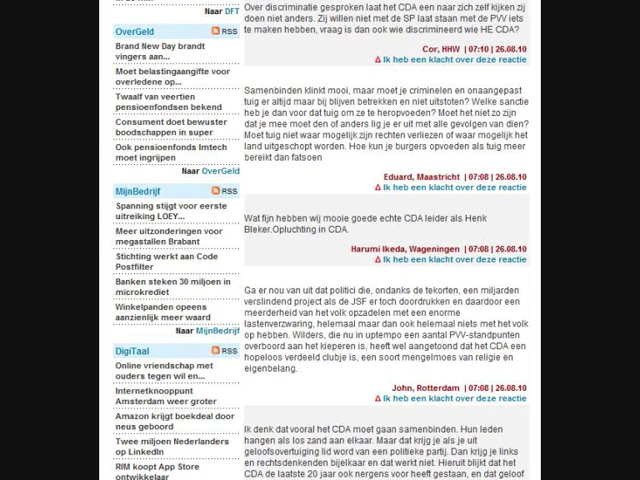 Naar DFT
OverGeld
RSS
Brand New Day brandt
vingers aan...
Moet belastingaangifte voor
overledene op...
Twaalf van veertien
pensioenfondsen bekend
Consument doet bewuster
boodschappen in super
Ook pensioenfonds Imtech
moet ingrijpen
Naar OverGeld
MijnBedrijf
RSS
Spanning stijgt voor eerste
uitreiking LOEY...
Meer uitzonderingen voor
megastallen Brabant
Stichting werkt aan Code
Postfilter
Banken steken 30 miljoen in
microkrediet
Winkelpanden opeens
aanzienlijk meer waard
Naar MijnBedrijf
DigiTaal
RSS
Online vriendschap met
ouders tegen wil en...
Internetknooppunt
Amsterdam weer groter
Amazon krijgt boekdeal door
neus geboord
Twee miljoen Nederlanders
op LinkedIn
RIM koopt App Store
ontwikkelaar
Over discriminatie gesproken laat het CDA een naar zich zelf kijken zij
doen niet anders. Zij willen niet met de SP laat staan met de PVV iets
te maken hebben, vraag is dan ook wie discrimineerd wie HE CDA?
Cor, HHW | 07:10 | 26.08.10
Δ Ik heb een klacht over deze reactie
Samenbinden klinkt mooi, maar moet je criminelen en onaangepast
tuig er altijd maar bij blijven betrekken en niet uitstoten? Welke sanctie
heb je dan voor dat tuig om ze te heropvoeden? Moet het niet zo zijn
dat je mee moet den of anders lig je er uit met alle gevolgen van dien?
Moet tuig niet waar mogelijk zijn rechten verliezen of waar mogelijk het
land uitgeschopt worden. Hoe kun je burgers opvoeden als tuig meer
bereikt dan fatsoen
Eduard, Maastricht | 07:08 | 26.08.10
Δ Ik heb een klacht over deze reactie
Wat fijn hebben wij mooie goede echte CDA leider als Henk
Bleker.Opluchting in CDA.
Harumi Ikeda, Wageningen | 07:08 | 26.08.10
Δ Ik heb een klacht over deze reactie
Ga er nou van uit dat politici die, ondanks de tekorten, een miljarden
verslindend project als de JSF er toch doordrukken en daardoor een
meerderheid van het volk opzadelen met een enorme
lastenverzwaring, helemaal maar dan ook helemaal niets met het volk
op hebben. Wilders, die nu in uptempo een aantal PVV-standpunten
overboord aan het kieperen is, heeft wel aangetoond dat het CDA een
hopeloos verdeeld clubje is, een soort mengelmoes van religie en
eigenbelang.
John, Rotterdam | 07:08 | 26.08.10
Δ Ik heb een klacht over deze reactie
Ik denk dat vooral het CDA moet gaan samenbinden. Hun leden
hangen als los zand aan elkaar. Maar dat krijg je als je uit
geloofsovertuiging lid word van een politieke partij. Dan krijg je links
en rechtsdenkenden bijelkaar en dat werkt niet. Hieruit blijkt dat het
CDA de laatste 20 jaar ook nergens voor heeft gestaan, en dat geloof